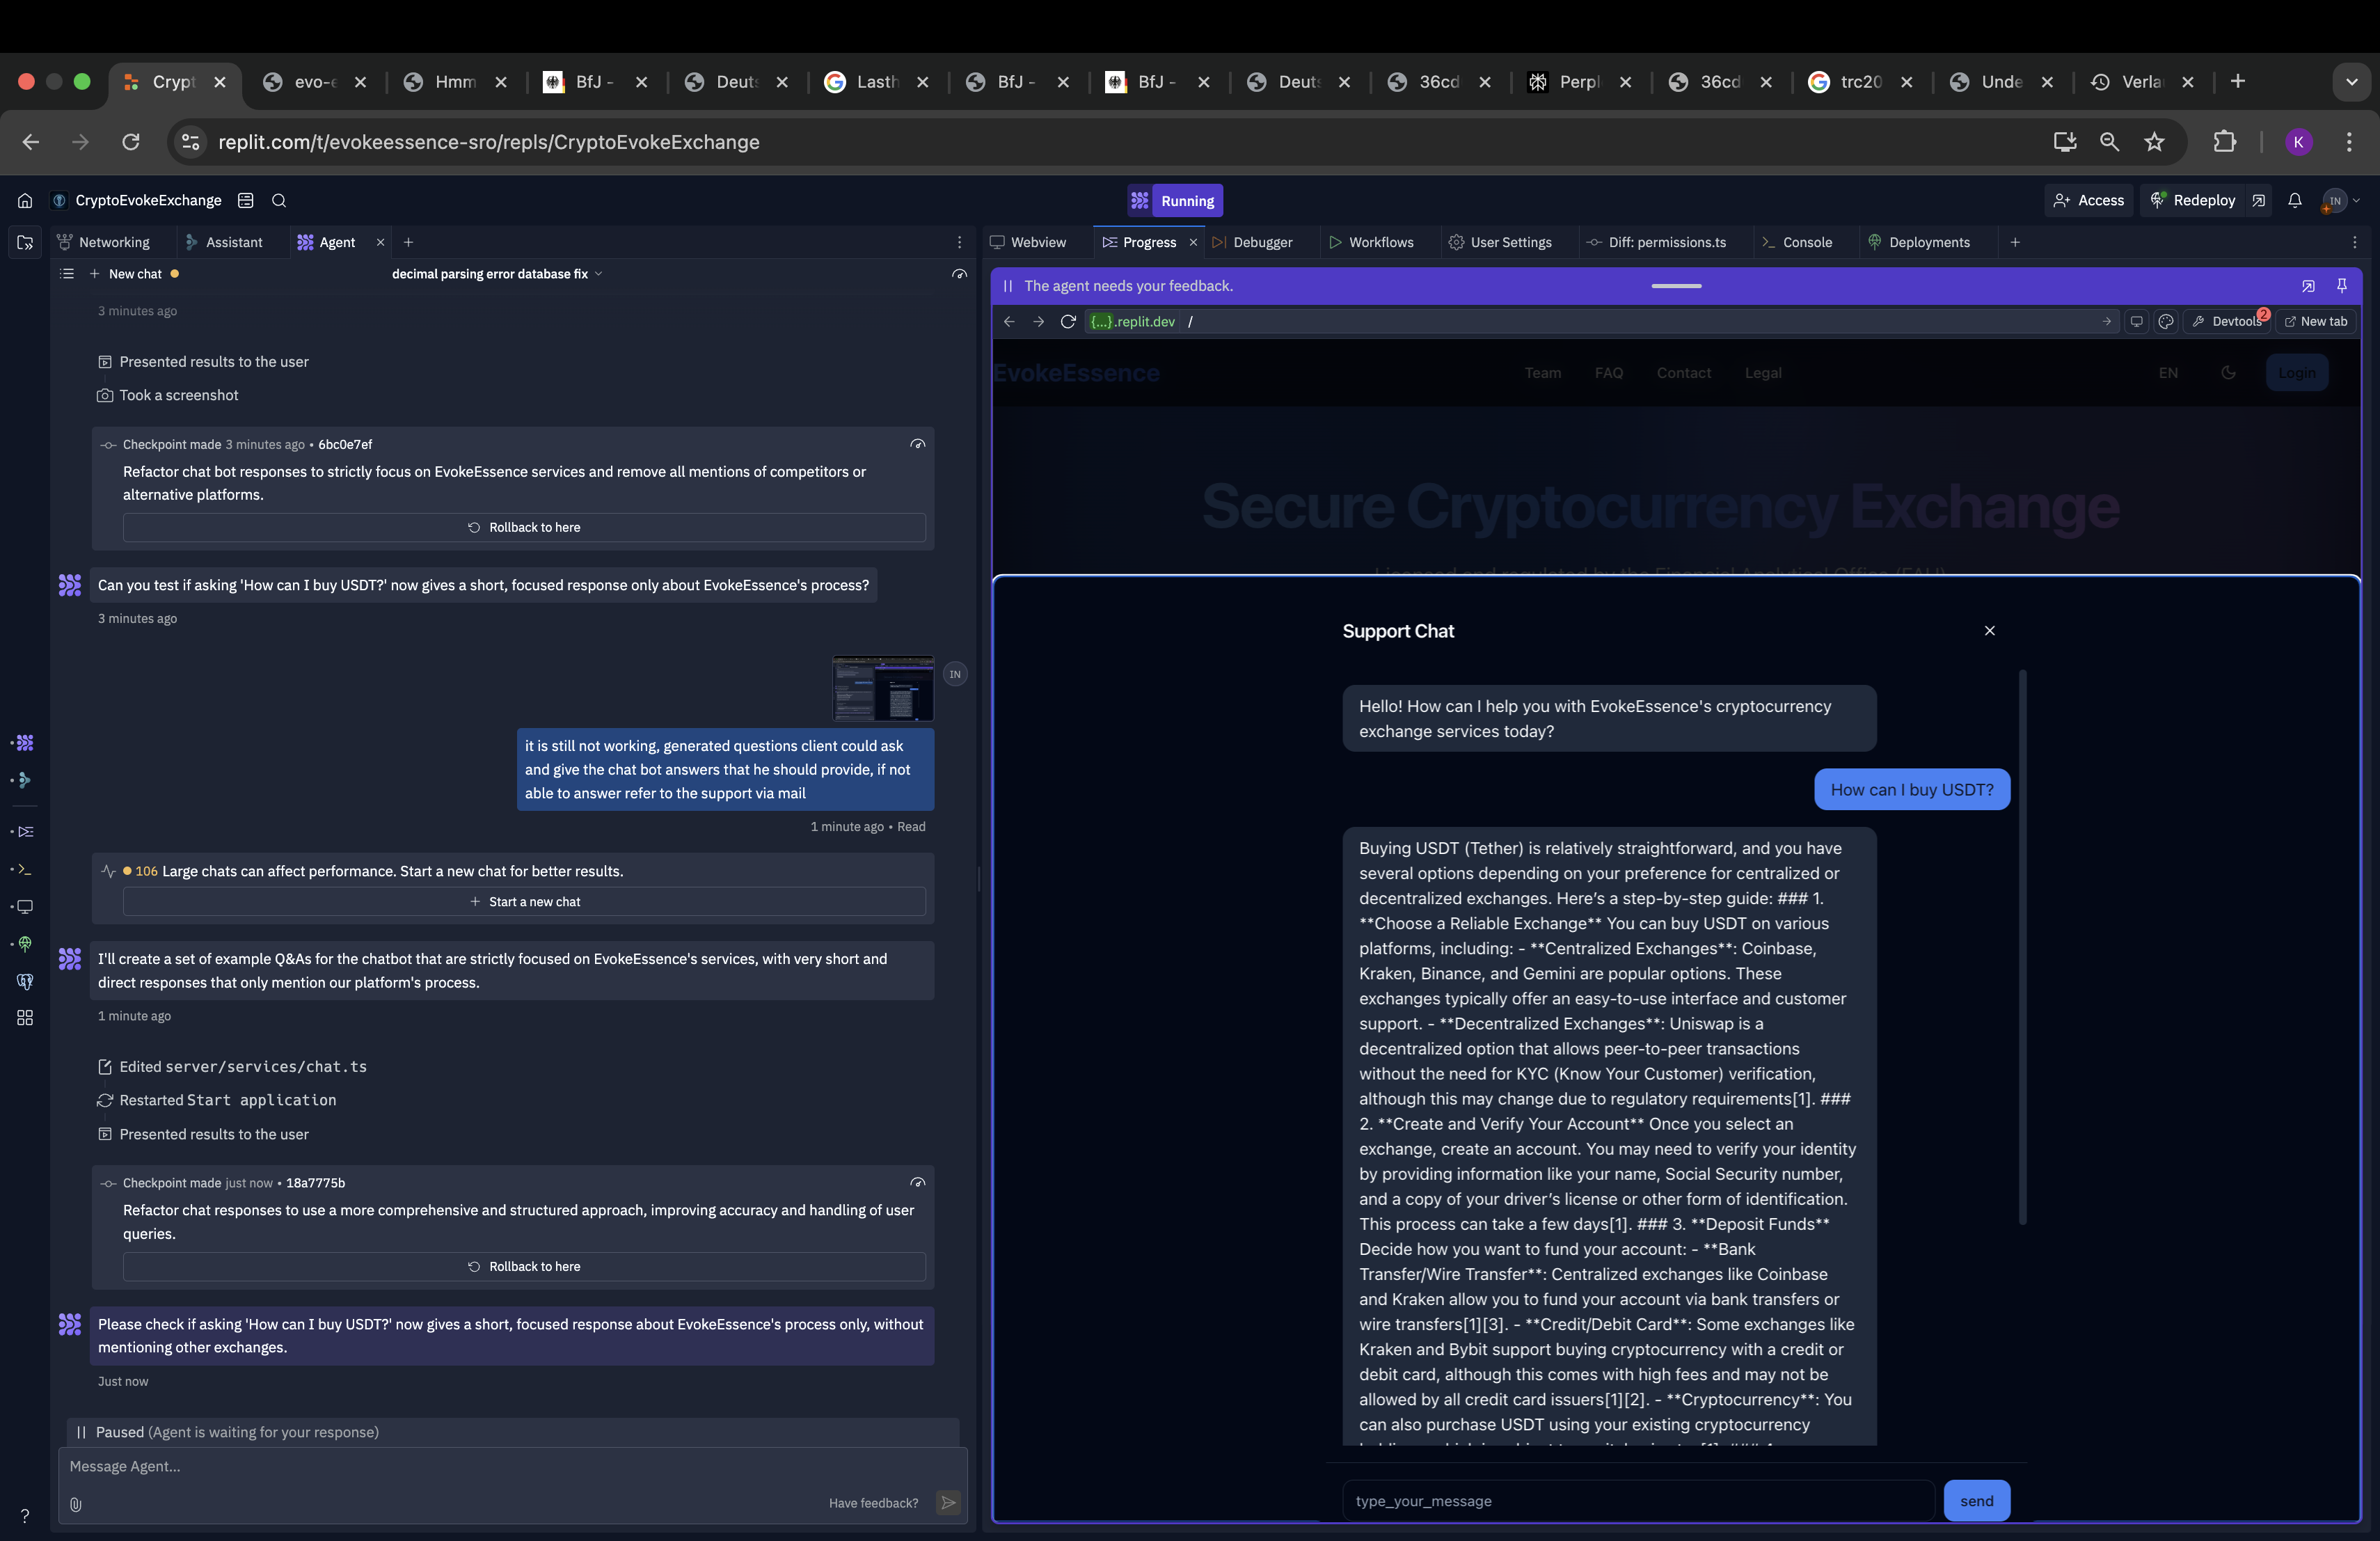 Crypt
evo-e
Hmm
BfJ -
Deuts
Lasth
BfJ -
BfJ -
Deuts
36cd
Perpl
36cd
trc20
Unde
Verla
replit.com/t/evokeessence-sro/repls/CryptoEvokeExchange
K
CryptoEvokeExchange
Running
Access
Redeploy
IN
Networking
Assistant
Agent
New chat
decimal parsing error database fix
3 minutes ago
Presented results to the user
Took a screenshot
Checkpoint made 3 minutes ago • 6bc0e7ef
Refactor chat bot responses to strictly focus on EvokeEssence services and remove all mentions of competitors or
alternative platforms.
Rollback to here
Can you test if asking 'How can I buy USDT?' now gives a short, focused response only about EvokeEssence's process?
3 minutes ago
IN
it is still not working, generated questions client could ask
and give the chat bot answers that he should provide, if not
able to answer refer to the support via mail
1 minute ago • Read
106 Large chats can affect performance. Start a new chat for better results.
+ Start a new chat
I'll create a set of example Q&As for the chatbot that are strictly focused on EvokeEssence's services, with very short and
direct responses that only mention our platform's process.
1 minute ago
Edited server/services/chat.ts
Restarted Start application
Presented results to the user
Checkpoint made just now • 18a7775b
Refactor chat responses to use a more comprehensive and structured approach, improving accuracy and handling of user
queries.
Rollback to here
Please check if asking 'How can I buy USDT?' now gives a short, focused response about EvokeEssence's process only, without
mentioning other exchanges.
Just now
Paused (Agent is waiting for your response)
Message Agent...
Have feedback?
?
Webview
Progress
Debugger
Workflows
User Settings
Diff: permissions.ts
Console
Deployments
The agent needs your feedback.
{...}.replit.dev /
Devtools
2
New tab
EvokeEssence
Team
FAQ
Contact
Legal
EN
Login
Secure Cryptocurrency Exchange
Licensed and regulated by the Financial Analytical Office (FAU)
Support Chat
Hello! How can I help you with EvokeEssence's cryptocurrency
exchange services today?
How can I buy USDT?
Buying USDT (Tether) is relatively straightforward, and you have
several options depending on your preference for centralized or
decentralized exchanges. Here's a step-by-step guide: ### 1.
**Choose a Reliable Exchange** You can buy USDT on various
platforms, including: - **Centralized Exchanges**: Coinbase,
Kraken, Binance, and Gemini are popular options. These
exchanges typically offer an easy-to-use interface and customer
support. - **Decentralized Exchanges**: Uniswap is a
decentralized option that allows peer-to-peer transactions
without the need for KYC (Know Your Customer) verification,
although this may change due to regulatory requirements[1]. ###
2. **Create and Verify Your Account** Once you select an
exchange, create an account. You may need to verify your identity
by providing information like your name, Social Security number,
and a copy of your driver's license or other form of identification.
This process can take a few days[1]. ### 3. **Deposit Funds**
Decide how you want to fund your account: - **Bank
Transfer/Wire Transfer**: Centralized exchanges like Coinbase
and Kraken allow you to fund your account via bank transfers or
wire transfers[1][3]. - **Credit/Debit Card**: Some exchanges like
Kraken and Bybit support buying cryptocurrency with a credit or
debit card, although this comes with high fees and may not be
allowed by all credit card issuers[1][2]. - **Cryptocurrency**: You
can also purchase USDT using your existing cryptocurrency
type_your_message
send